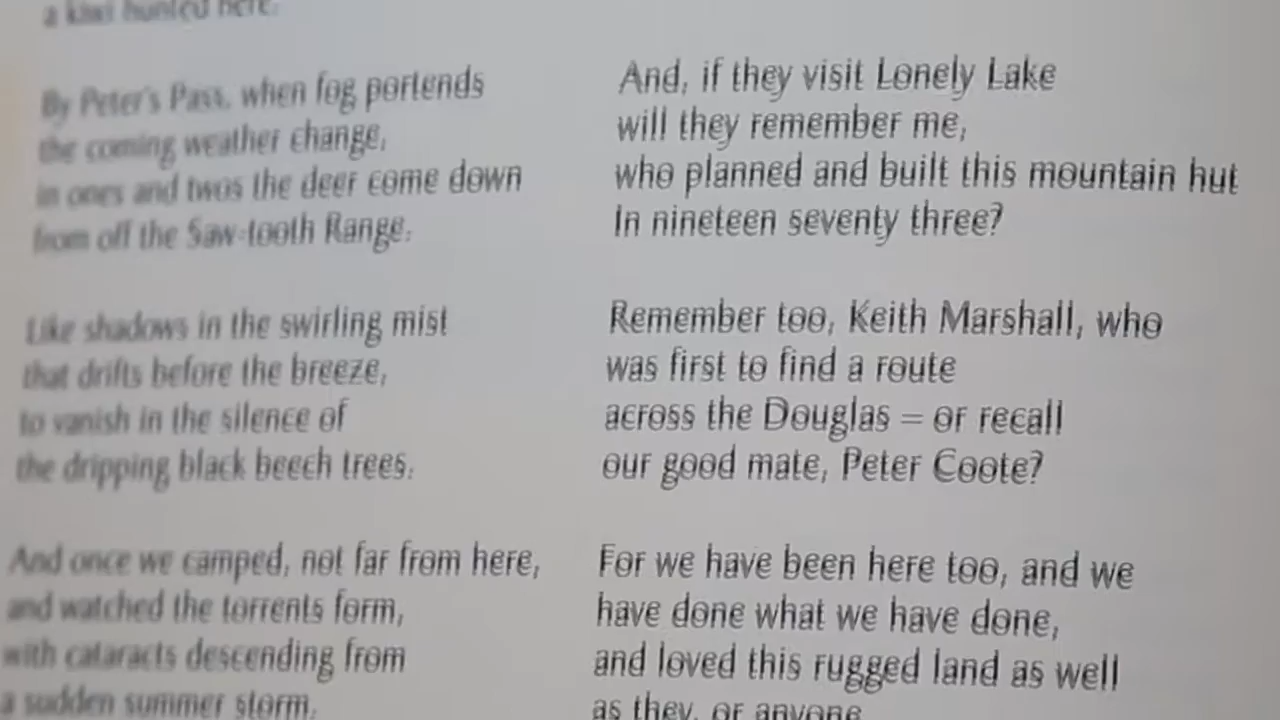 a kiwi hunted here.
By Peter's Pass, when fog portends
the coming weather change,
in ones and twos the deer come down
from off the Saw-tooth Range.
Like shadows in the swirling mist
that drifts before the breeze,
to vanish in the silence of
the dripping black beech trees.
And once we camped, not far from here,
and watched the torrents form,
with cataracts descending from
a sudden summer storm.
And, if they visit Lonely Lake
will they remember me,
who planned and built this mountain hut
In nineteen seventy three?
Remember too, Keith Marshall, who
was first to find a route
across the Douglas – or recall
our good mate, Peter Coote?
For we have been here too, and we
have done what we have done,
and loved this rugged land as well
as they, or anyone